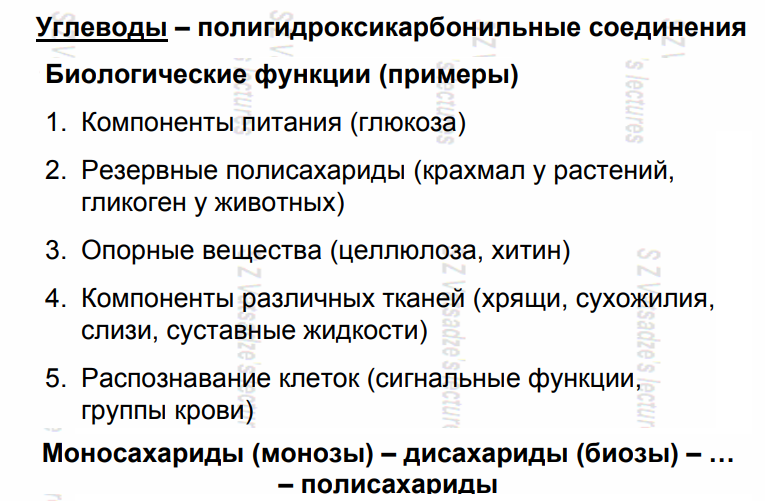 Углеводы – полигидроксикарбонильные соединения
Биологические функции (примеры)
1. Компоненты питания (глюкоза)
2. Резервные полисахариды (крахмал у растений,
гликоген у животных)
3. Опорные вещества (целлюлоза, хитин)
4. Компоненты различных тканей (хрящи, сухожилия,
слизи, суставные жидкости)
5. Распознавание клеток (сигнальные функции,
группы крови)
Моносахариды (монозы) – дисахариды (биозы) – ...
– полисахариды